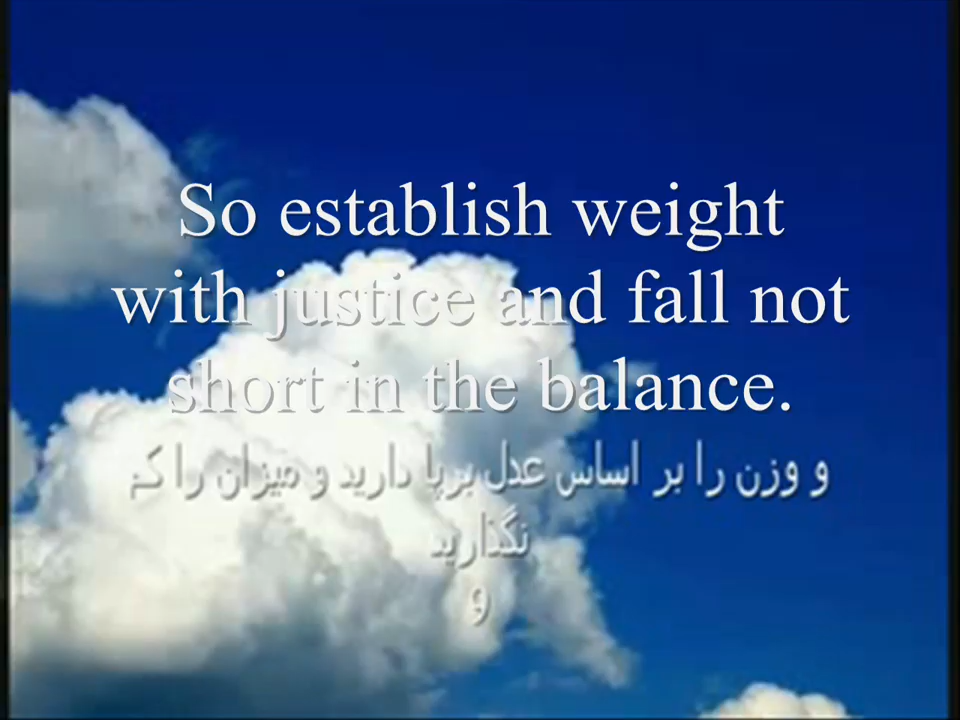 So establish weight
with justice and fall not
short in the balance.
و وزن را بر اساس عدل برپا دارید و میزان را کم
نگذارید
و